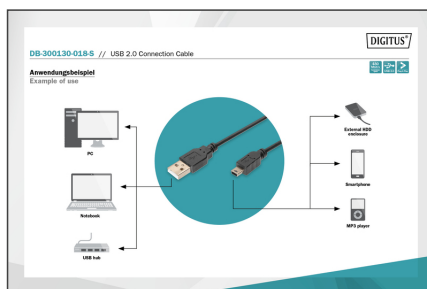 DIGITUS®
DB-300130-018-S // USB 2.0 Connection Cable
Anwendungsbeispiel
Example of use
PC
Notebook
USB hub
External HDD
enclosure
Smartphone
MP3 player